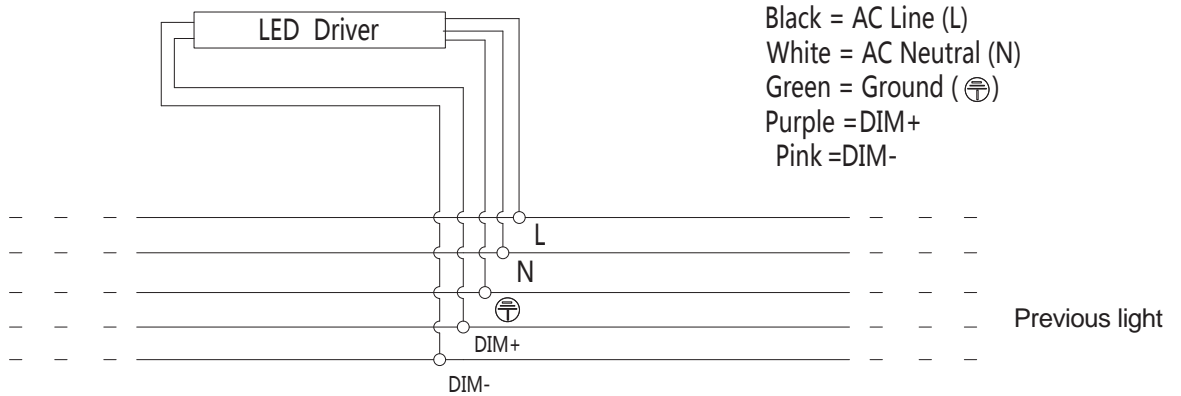 LED Driver
Black = AC Line (L)
White = AC Neutral (N)
Green = Ground ( ⏚)
Purple =DIM+
Pink =DIM-
L
N
Previous light
DIM+
DIM-